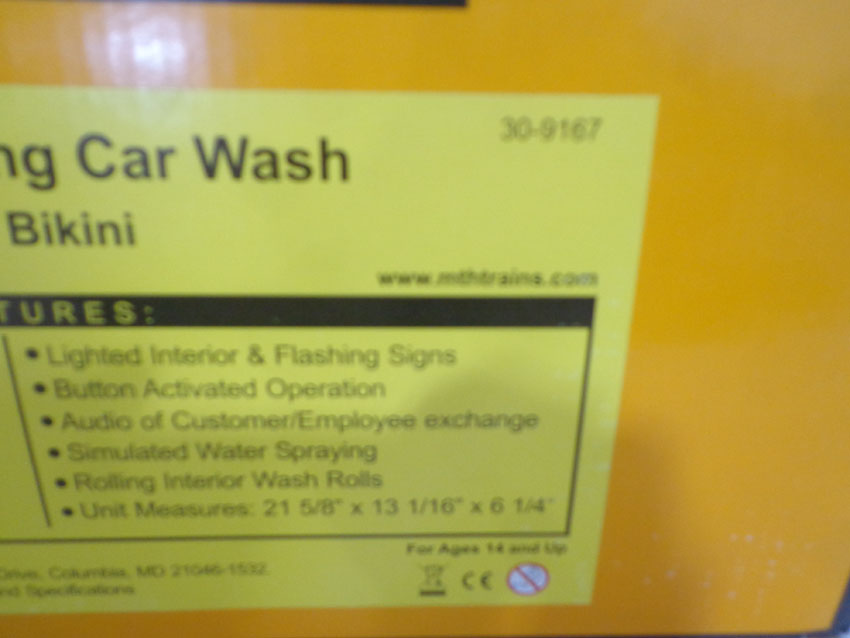 30-9167
ng Car Wash
Bikini
www.mthtrains.com
TURES:
• Lighted Interior & Flashing Signs
• Button Activated Operation
• Audio of Customer/Employee exchange
• Simulated Water Spraying
• Rolling Interior Wash Rolls
• Unit Measures: 21 5/8" x 13 1/16" x 6 1/4"
For Ages 14 and Up
Drive, Columbia, MD 21046-1532
nd Specifications
CE